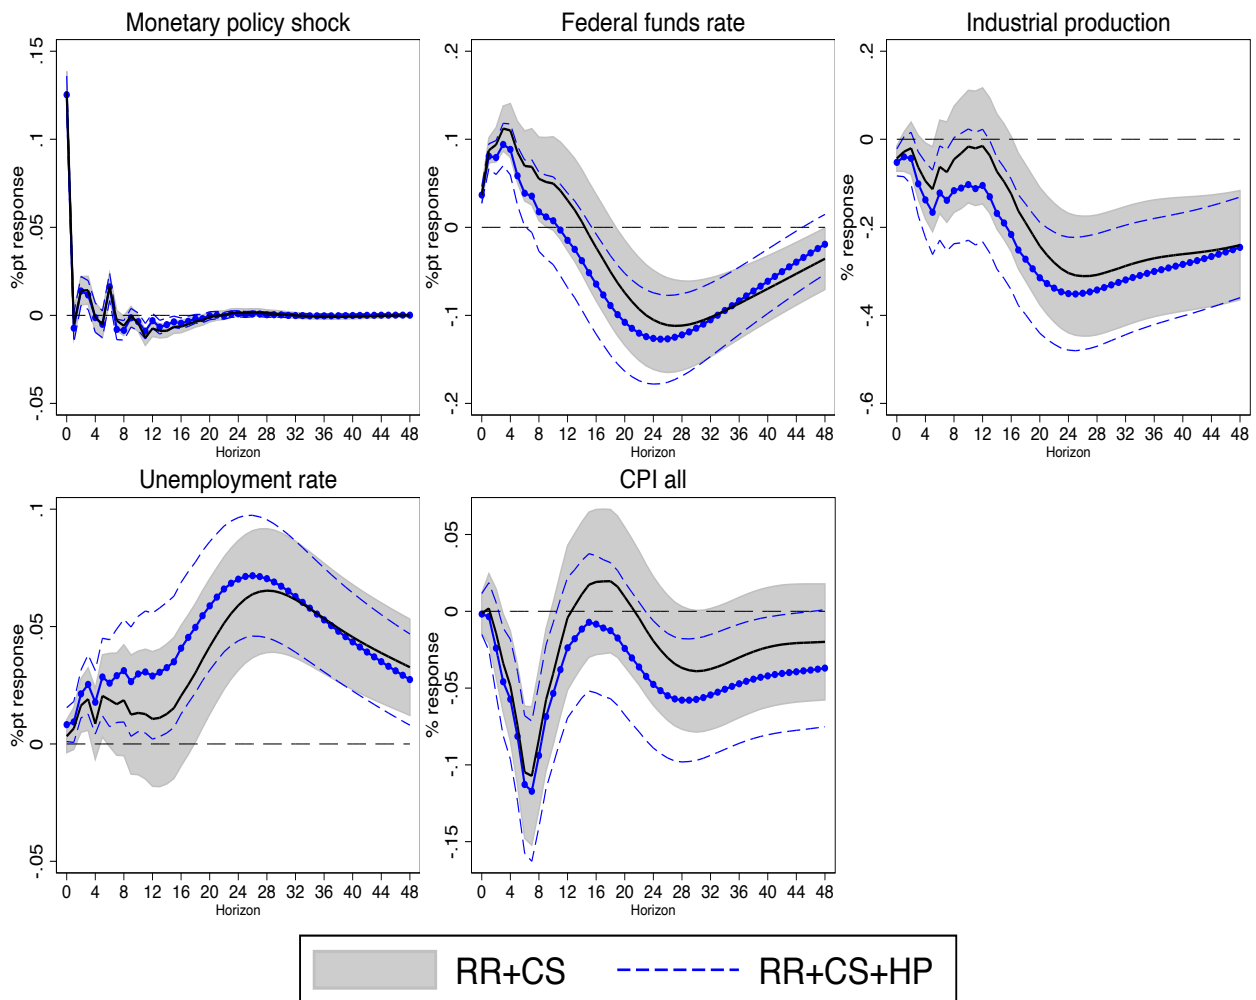 Monetary policy shock
%pt response
.15
.1
.05
0
-.05
0 4 8 12 16 20 24 28 32 36 40 44 48
Horizon
Federal funds rate
%pt response
.2
.1
0
-.1
-.2
0 4 8 12 16 20 24 28 32 36 40 44 48
Horizon
Industrial production
% response
.2
0
-.2
-.4
-.6
0 4 8 12 16 20 24 28 32 36 40 44 48
Horizon
Unemployment rate
%pt response
.1
.05
0
-.05
0 4 8 12 16 20 24 28 32 36 40 44 48
Horizon
CPI all
% response
.05
0
-.05
-.1
-.15
0 4 8 12 16 20 24 28 32 36 40 44 48
Horizon
RR+CS
RR+CS+HP